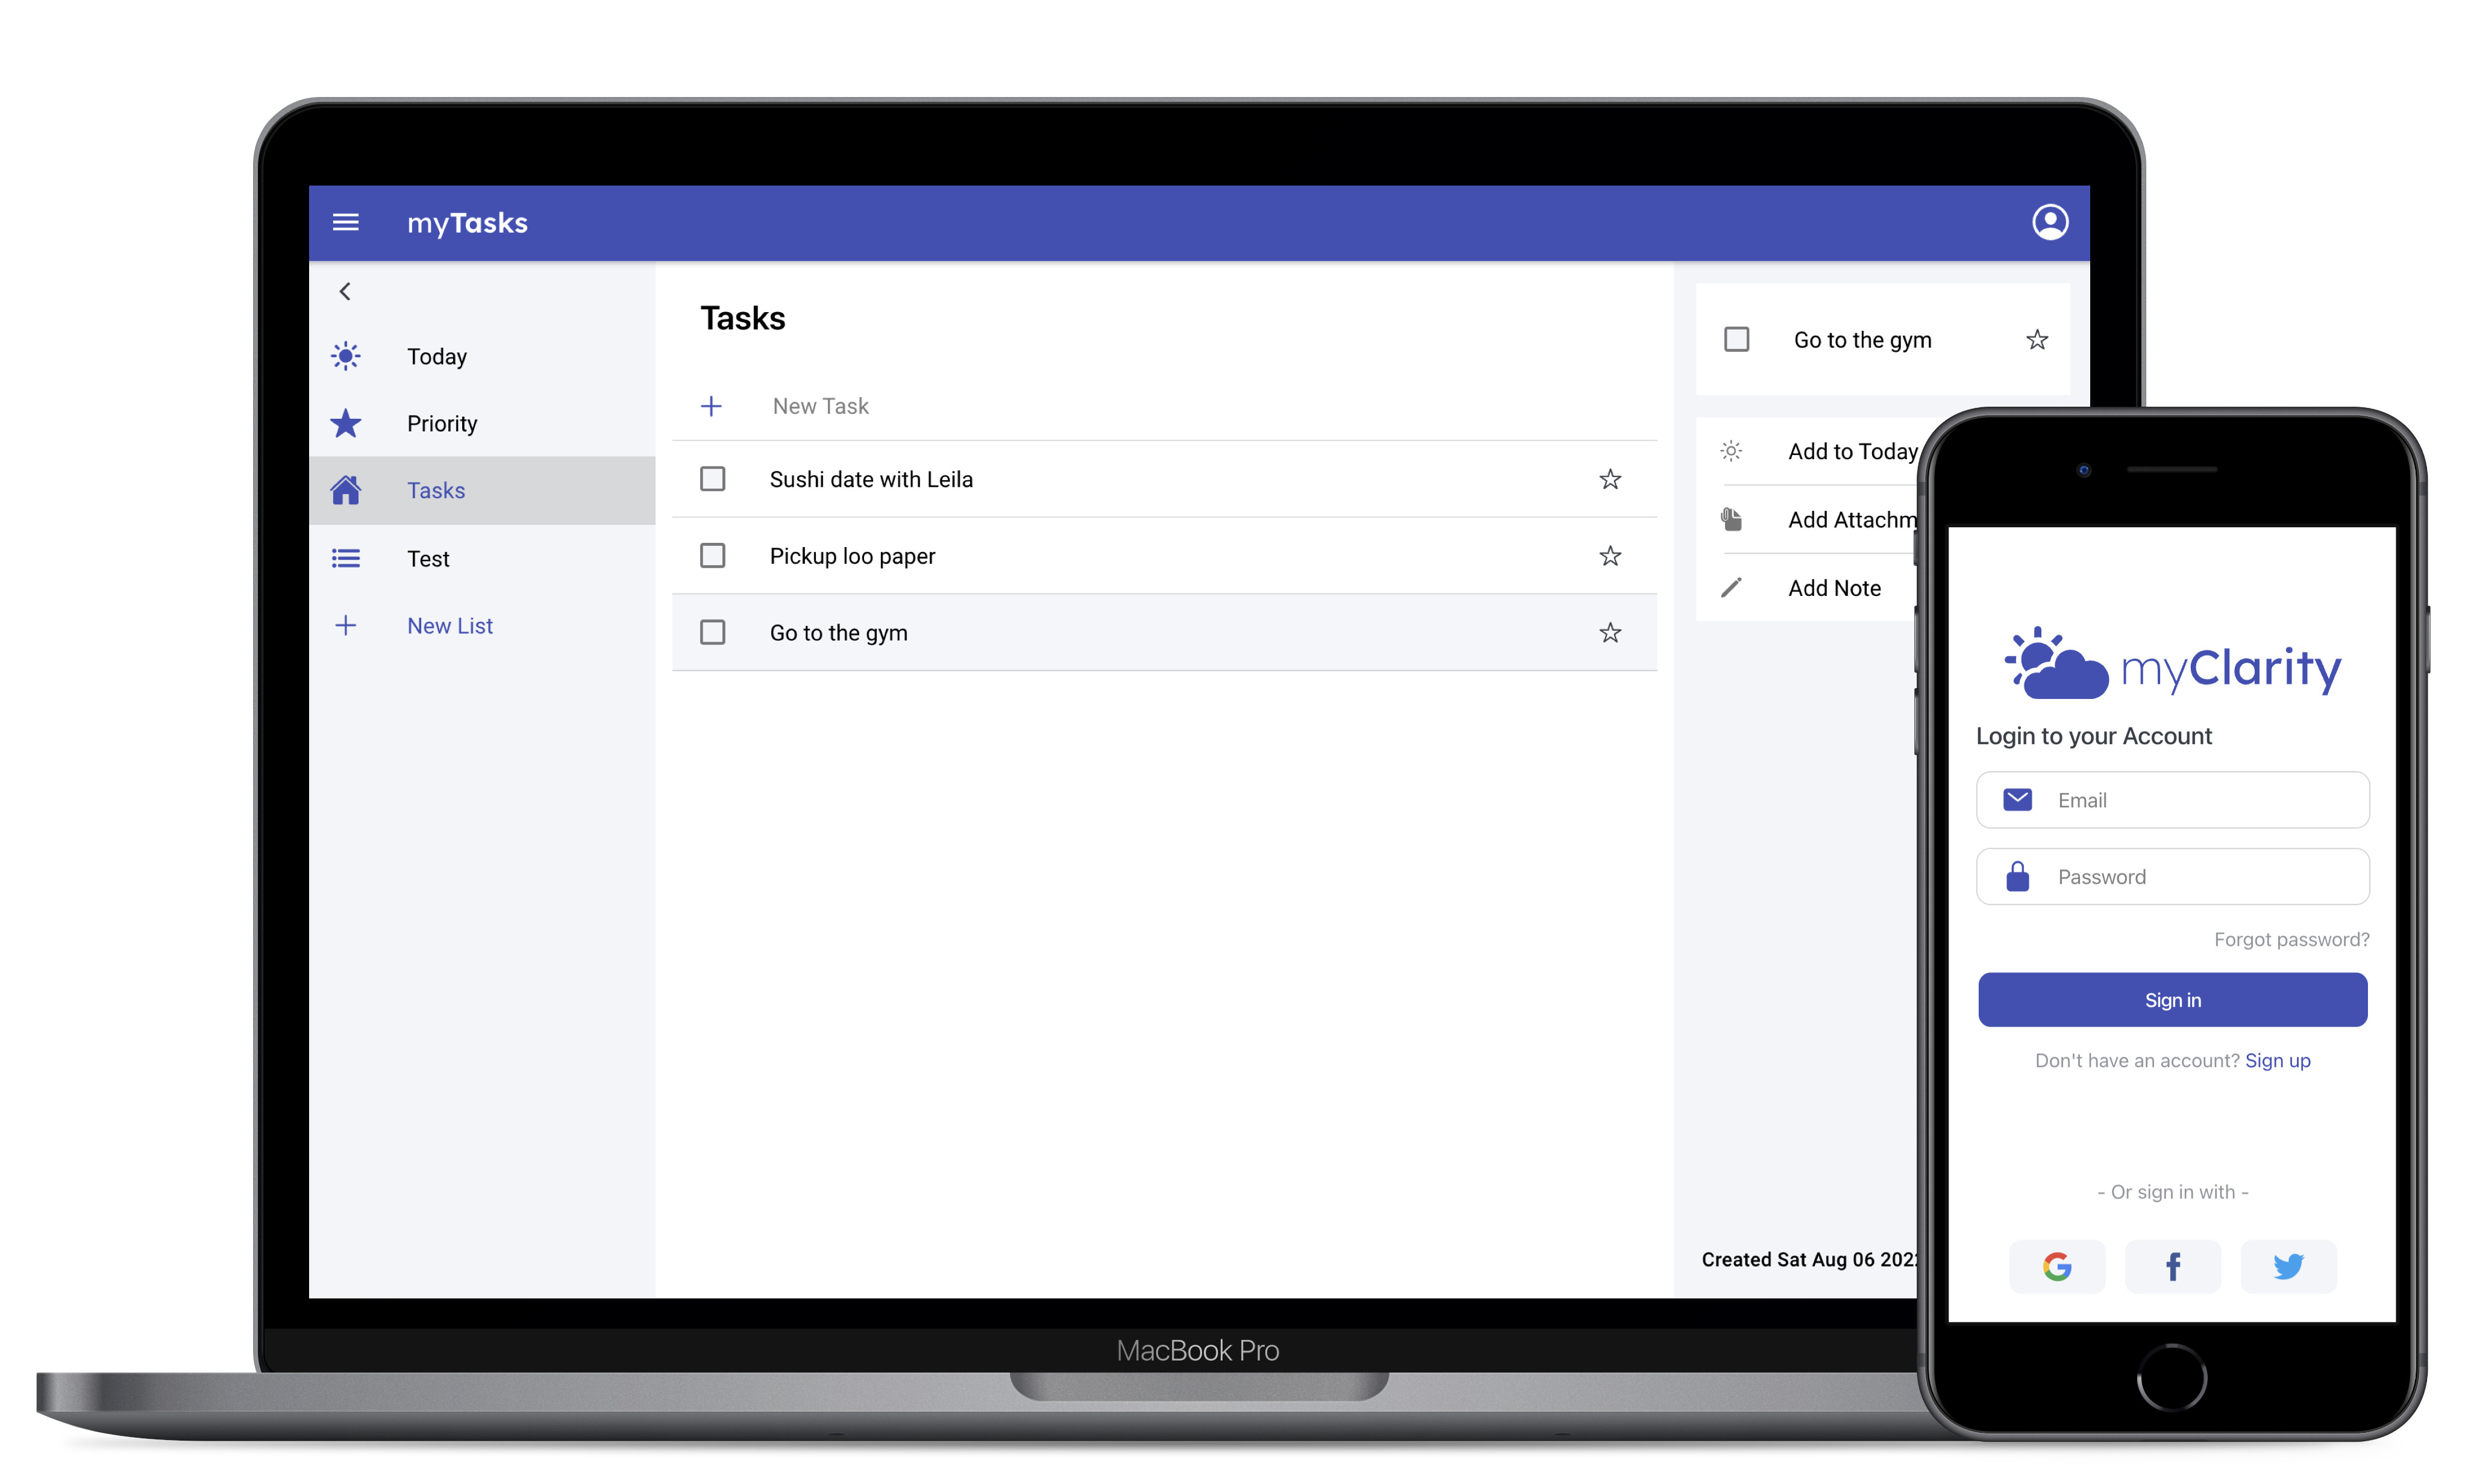 myTasks
Today
Priority
Tasks
Test
New List
Tasks
New Task
Sushi date with Leila
Pickup loo paper
Go to the gym
Go to the gym
Add to Today
Add
Add Note
Created Sat Aug 06
MacBook Pro
myClarity
Login to your Account
Email
Password
Forgot password?
Sign in
Don't have an account? Sign up
- Or sign in with -